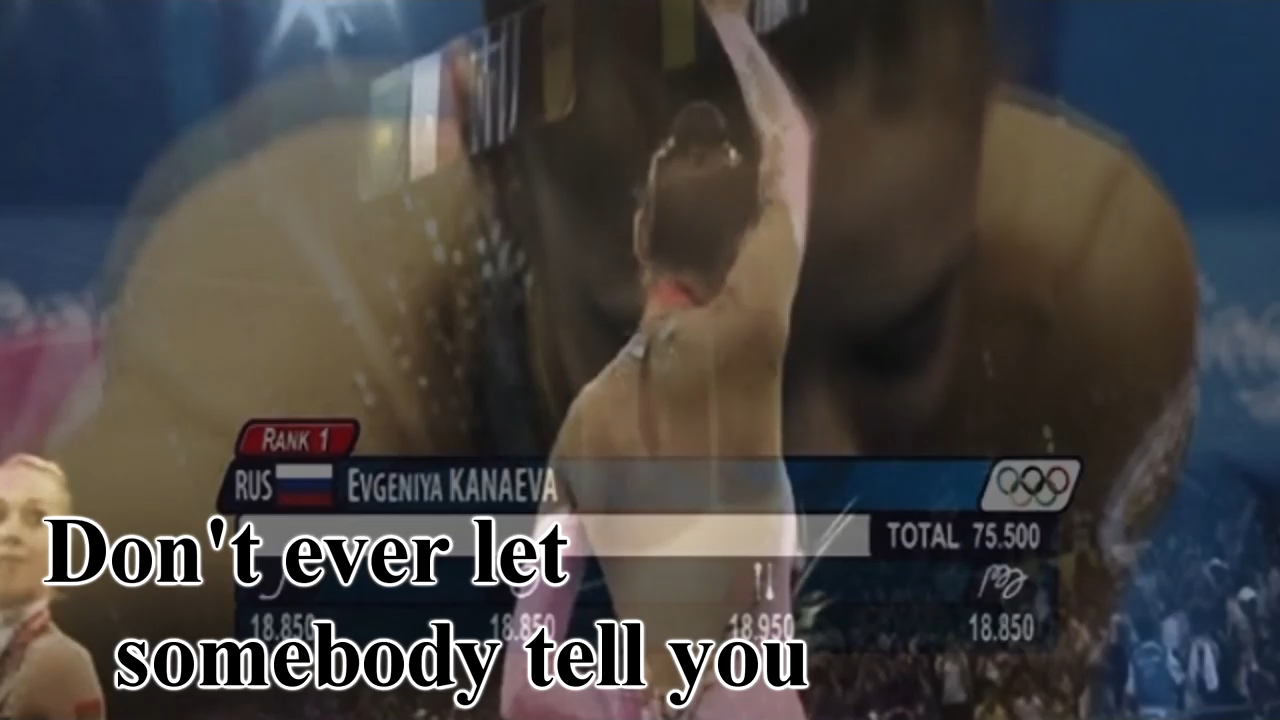 RANK 1
RUS EVGENIYA KANAEVA
TOTAL 75.500
18.850 18.850 18.950 18.850
Don't ever let
somebody tell you